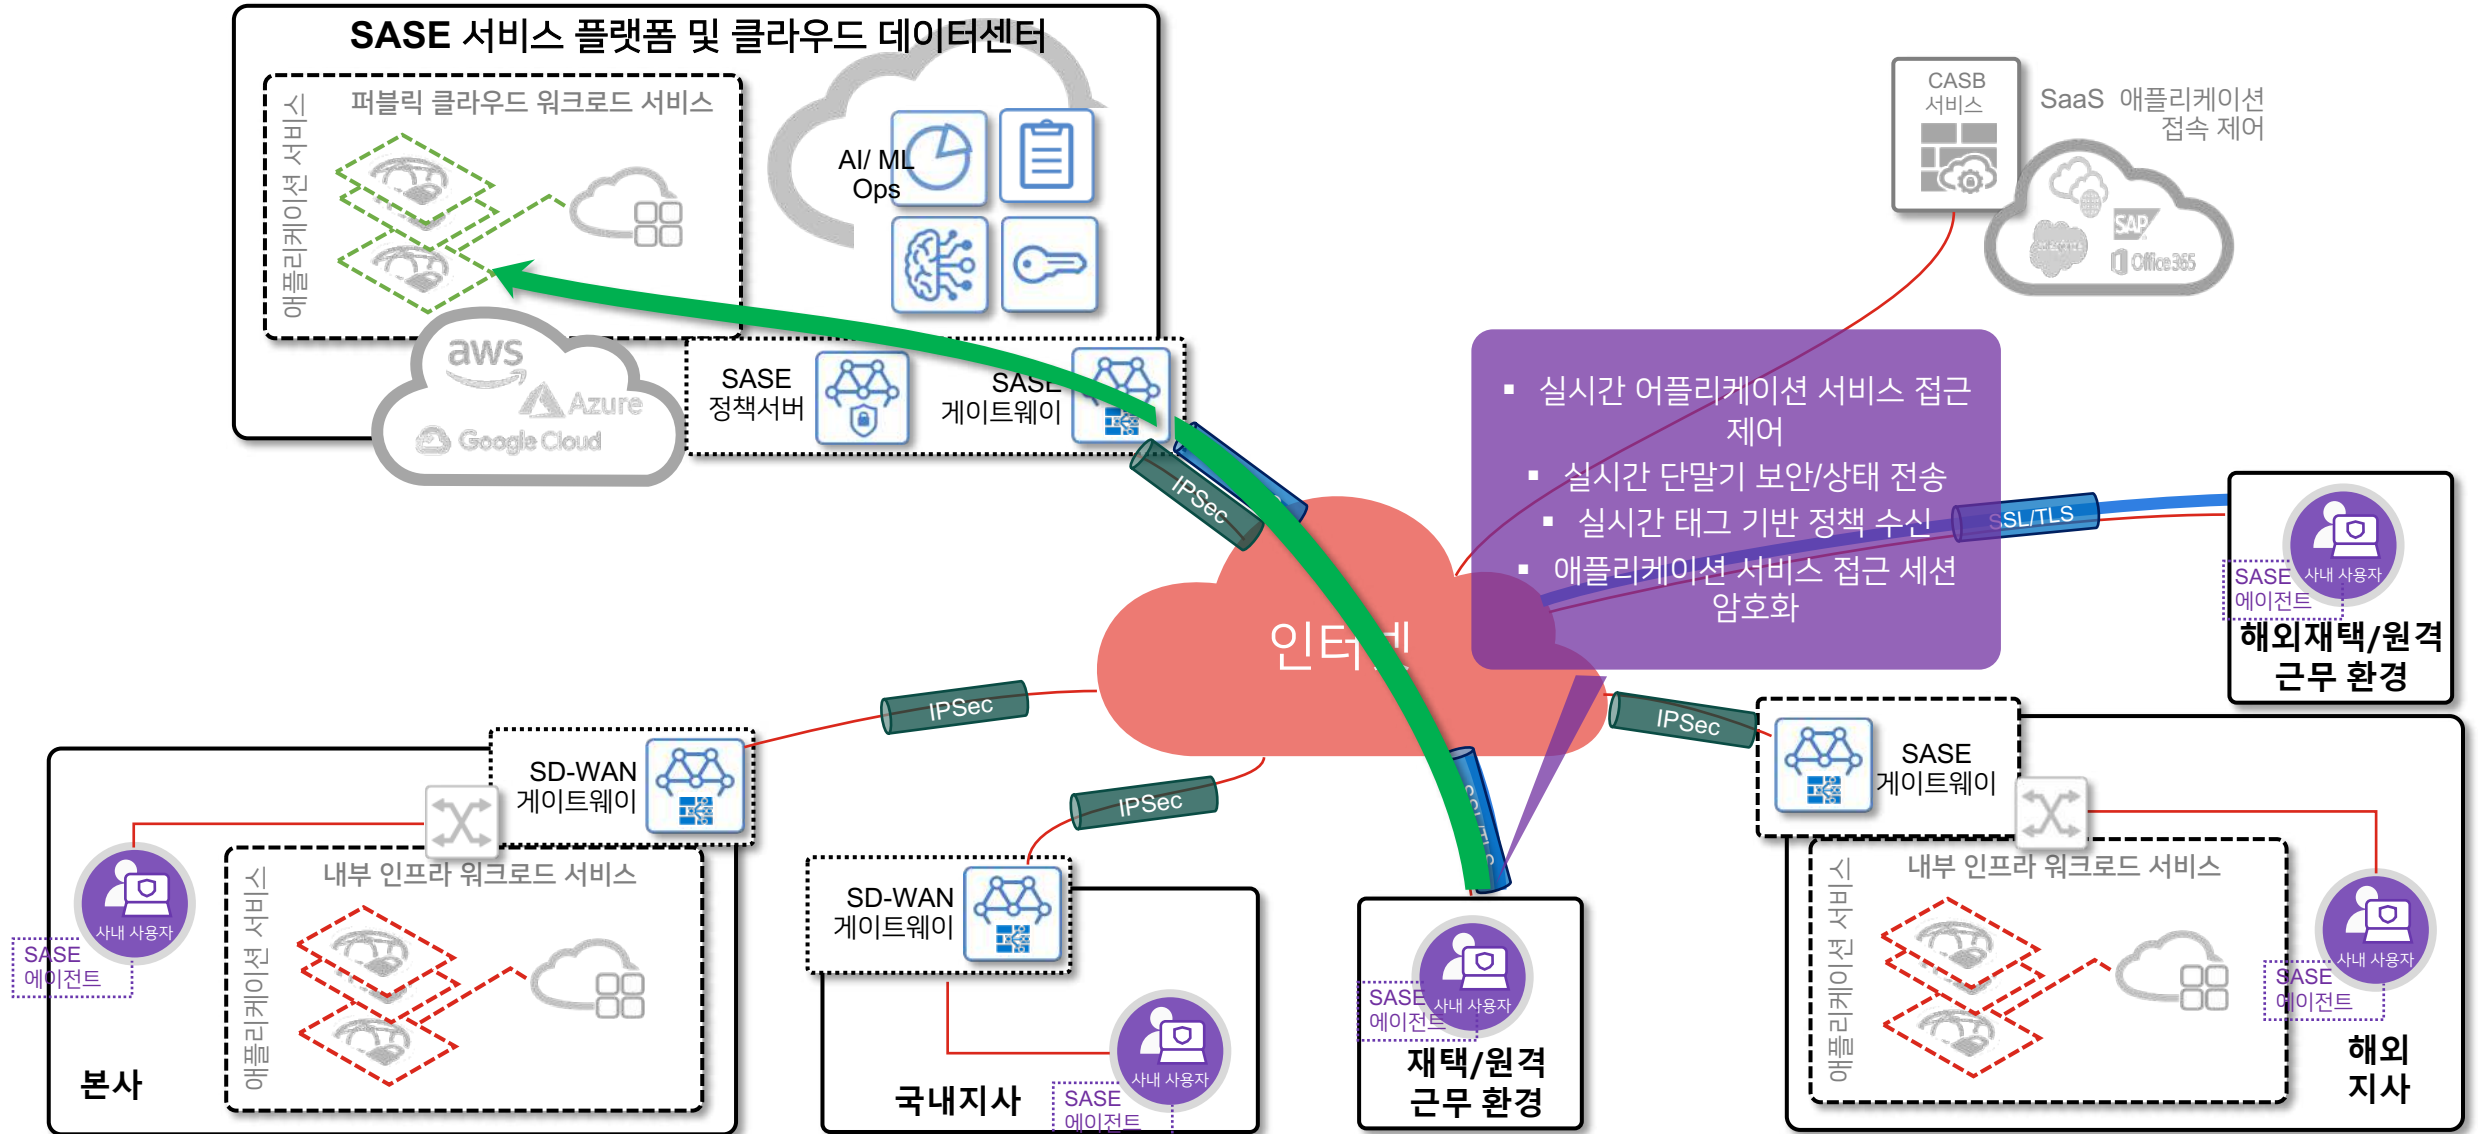 SASE 서비스 플랫폼 및 클라우드 데이터센터
퍼블릭 클라우드 워크로드 서비스
애플리케이션 서비스
AI/ ML
Ops
aws
Azure
Google Cloud
SASE
정책서버
SASE
게이트웨이
CASB
서비스
SaaS 애플리케이션
접속 제어
SAP
Office 365
▪ 실시간 어플리케이션 서비스 접근
제어
▪ 실시간 단말기 보안/상태 전송
▪ 실시간 태그 기반 정책 수신
▪ 애플리케이션 서비스 접근 세션
암호화
IPSec
SSL/TLS
사내 사용자
SASE
에이전트
해외재택/원격
근무 환경
인터넷
IPSec
IPSec
IPSec
SSL/TLS
SD-WAN
게이트웨이
내부 인프라 워크로드 서비스
애플리케이션 서비스
사내 사용자
SASE
에이전트
본사
SD-WAN
게이트웨이
사내 사용자
SASE
에이전트
국내지사
사내 사용자
SASE
에이전트
재택/원격
근무 환경
SASE
게이트웨이
내부 인프라 워크로드 서비스
애플리케이션 서비스
사내 사용자
SASE
에이전트
해외
지사